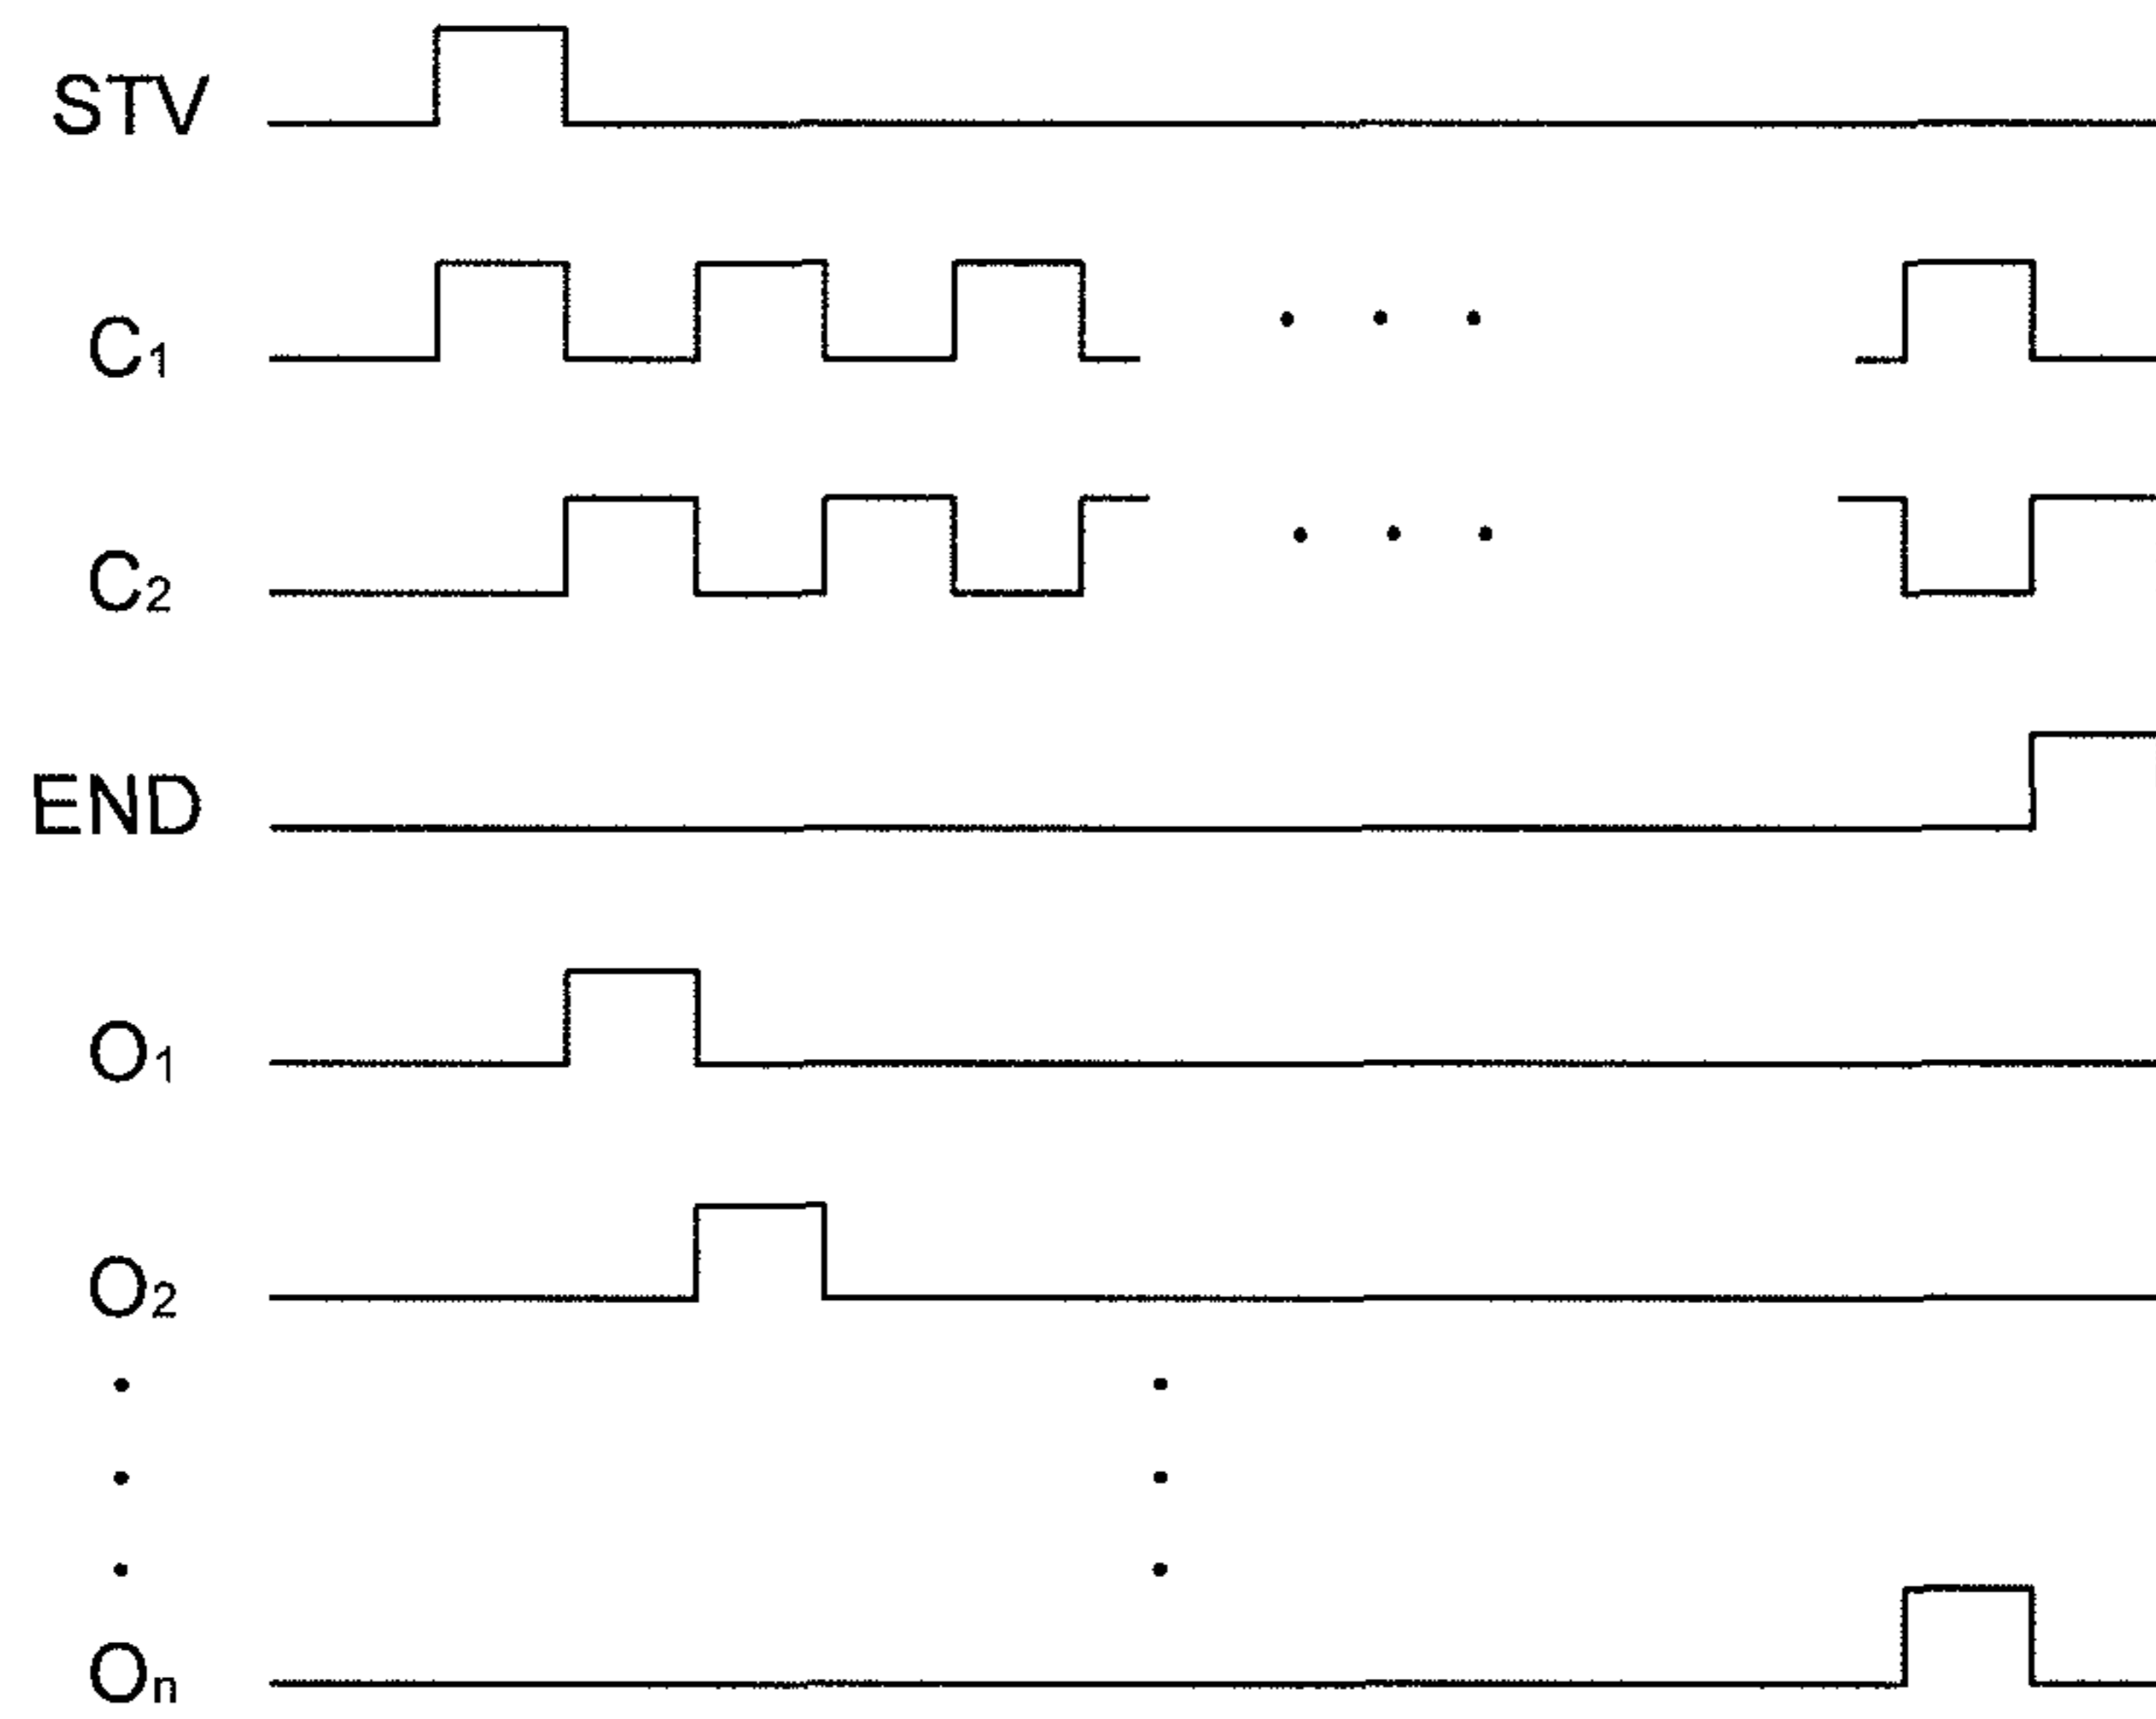 STV
C₁
C₂
END
O₁
O₂
Oₙ